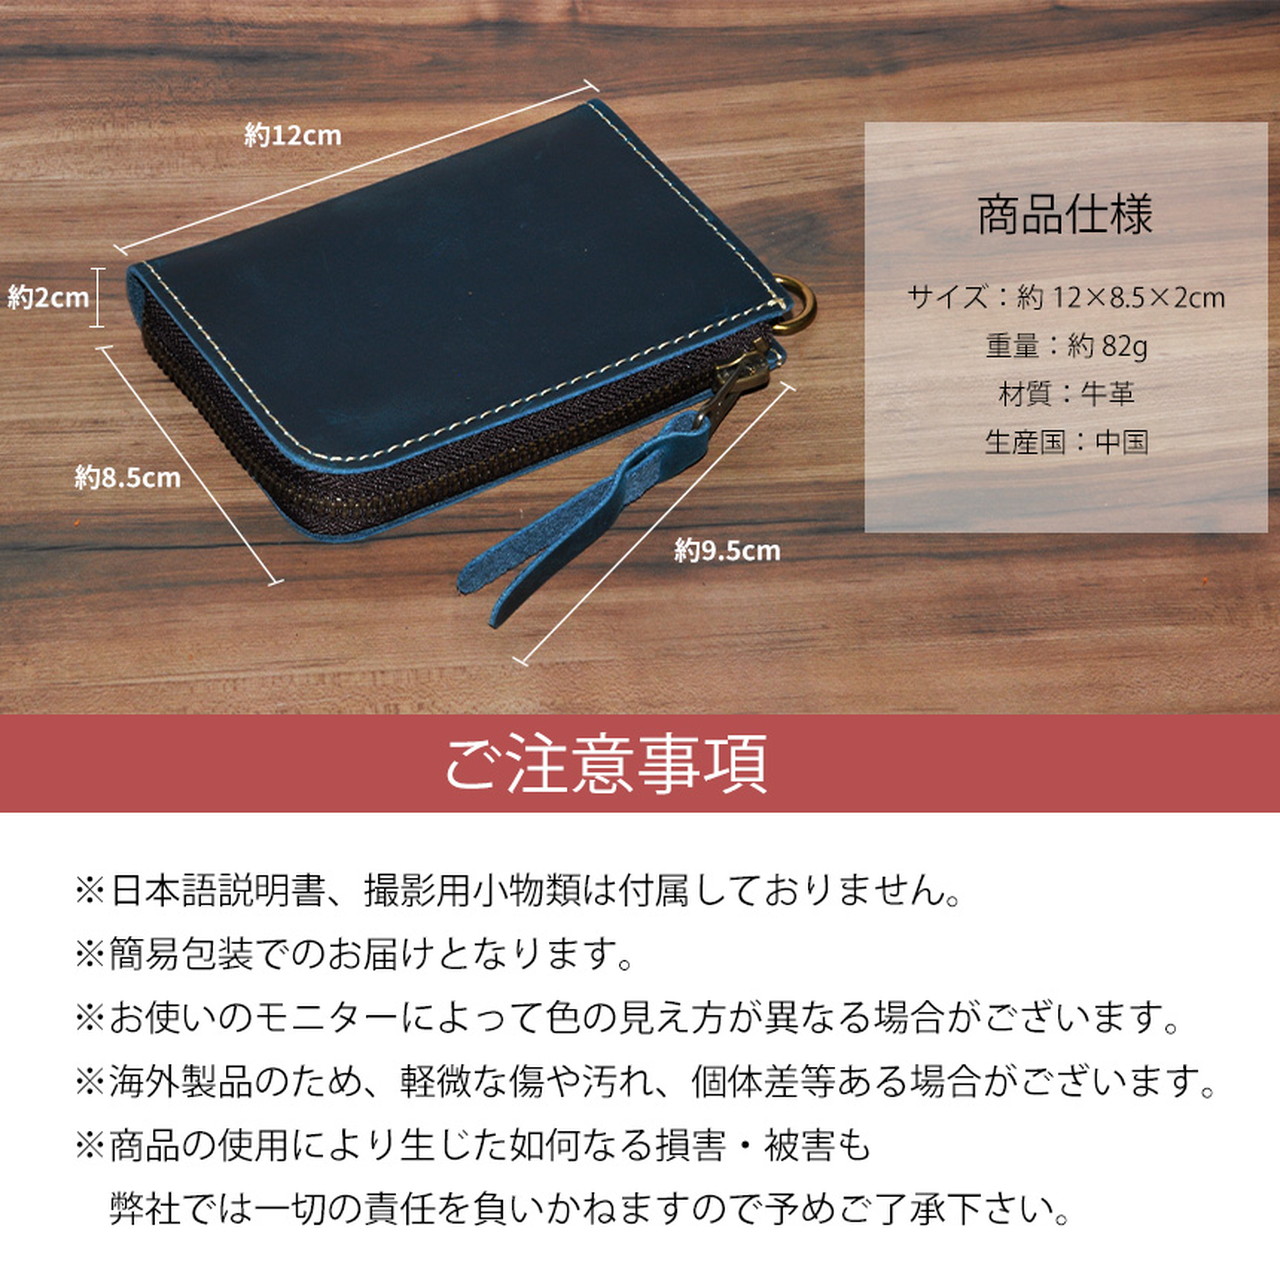 約12cm
約2cm
約8.5cm
約9.5cm
商品仕様
サイズ：約 12×8.5×2cm
重量：約 82g
材質：牛革
生産国：中国
ご注意事項
※日本語説明書、撮影用小物類は付属しておりません。
※簡易包装でのお届けとなります。
※お使いのモニターによって色の見え方が異なる場合がございます。
※海外製品のため、軽微な傷や汚れ、個体差等ある場合がございます。
※商品の使用により生じた如何なる損害・被害も
弊社では一切の責任を負いかねますので予めご了承下さい。